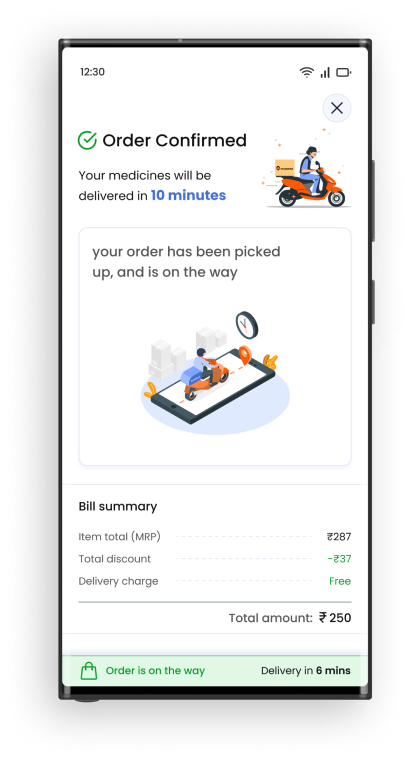 12:30
Order Confirmed
Your medicines will be
delivered in 10 minutes
your order has been picked
up, and is on the way
Bill summary
Item total (MRP) ₹287
Total discount -₹37
Delivery charge Free
Total amount: ₹ 250
Order is on the way Delivery in 6 mins